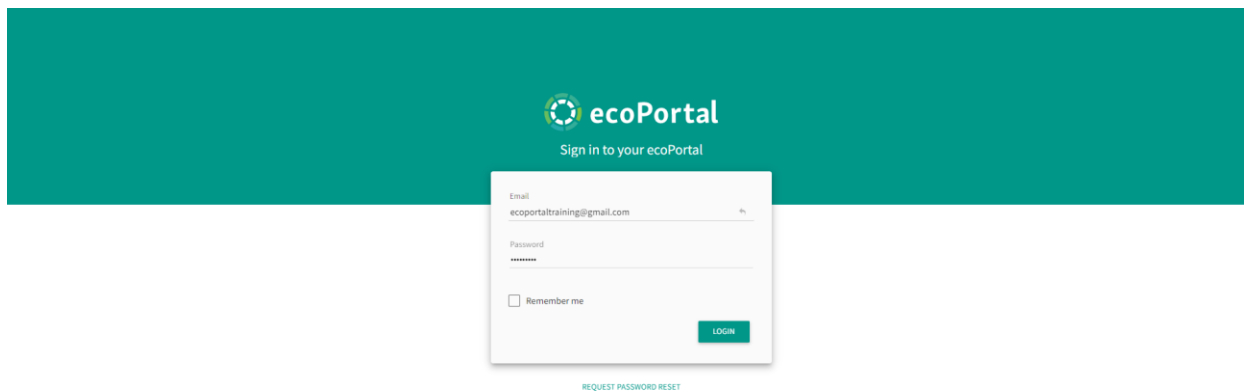 ecoPortal
Sign in to your ecoPortal
Email
ecoportaltraining@gmail.com
Password
•••••••••
Remember me
LOGIN
REQUEST PASSWORD RESET